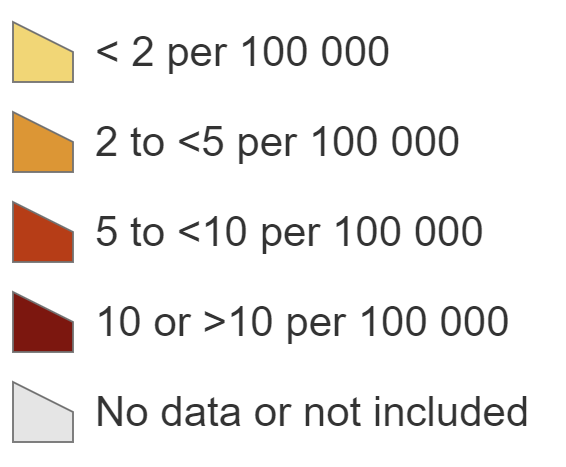 < 2 per 100 000
2 to <5 per 100 000
5 to <10 per 100 000
10 or >10 per 100 000
No data or not included